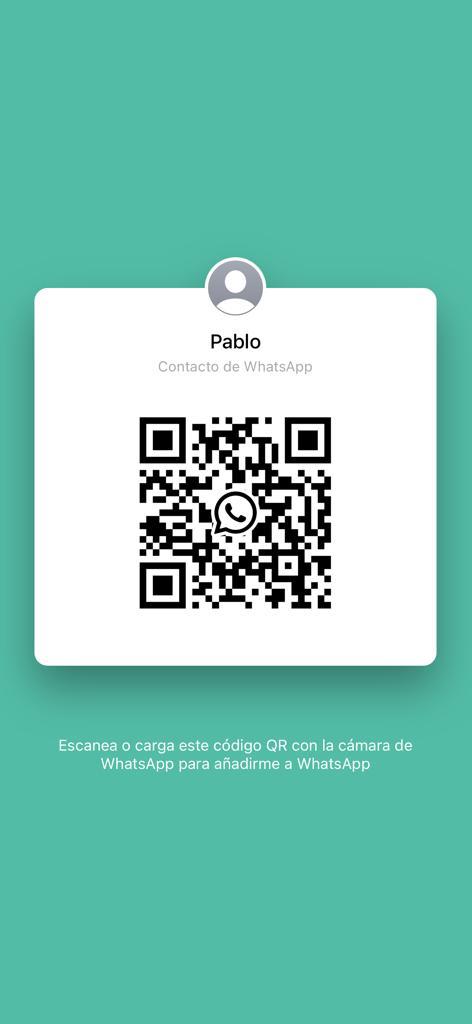 Pablo
Contacto de WhatsApp
Escanea o carga este código QR con la cámara de
WhatsApp para añadirme a WhatsApp